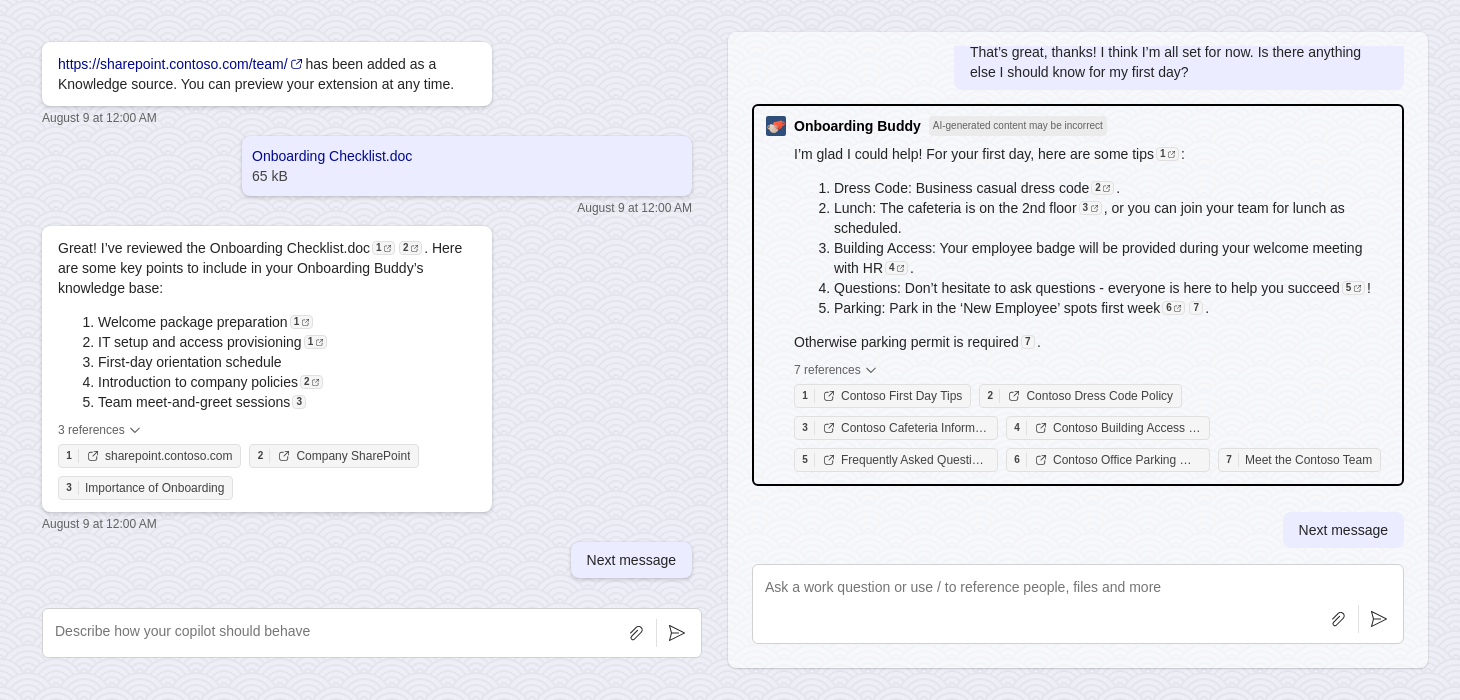 https://sharepoint.contoso.com/team/ has been added as a
Knowledge source. You can preview your extension at any time.
August 9 at 12:00 AM
Onboarding Checklist.doc
65 kB
August 9 at 12:00 AM
Great! I’ve reviewed the Onboarding Checklist.doc 1 2 . Here
are some key points to include in your Onboarding Buddy’s
knowledge base:
1. Welcome package preparation 1
2. IT setup and access provisioning 1
3. First-day orientation schedule
4. Introduction to company policies 2
5. Team meet-and-greet sessions 3
3 references
1 sharepoint.contoso.com 2 Company SharePoint
3 Importance of Onboarding
August 9 at 12:00 AM
Next message
Describe how your copilot should behave
That’s great, thanks! I think I’m all set for now. Is there anything
else I should know for my first day?
Onboarding Buddy AI-generated content may be incorrect
I’m glad I could help! For your first day, here are some tips 1 :
1. Dress Code: Business casual dress code 2 .
2. Lunch: The cafeteria is on the 2nd floor 3 , or you can join your team for lunch as
scheduled.
3. Building Access: Your employee badge will be provided during your welcome meeting
with HR 4 .
4. Questions: Don’t hesitate to ask questions - everyone is here to help you succeed 5 !
5. Parking: Park in the ‘New Employee’ spots first week 6 7 .
Otherwise parking permit is required 7 .
7 references
1 Contoso First Day Tips 2 Contoso Dress Code Policy
3 Contoso Cafeteria Inform… 4 Contoso Building Access …
5 Frequently Asked Questi… 6 Contoso Office Parking … 7 Meet the Contoso Team
Next message
Ask a work question or use / to reference people, files and more